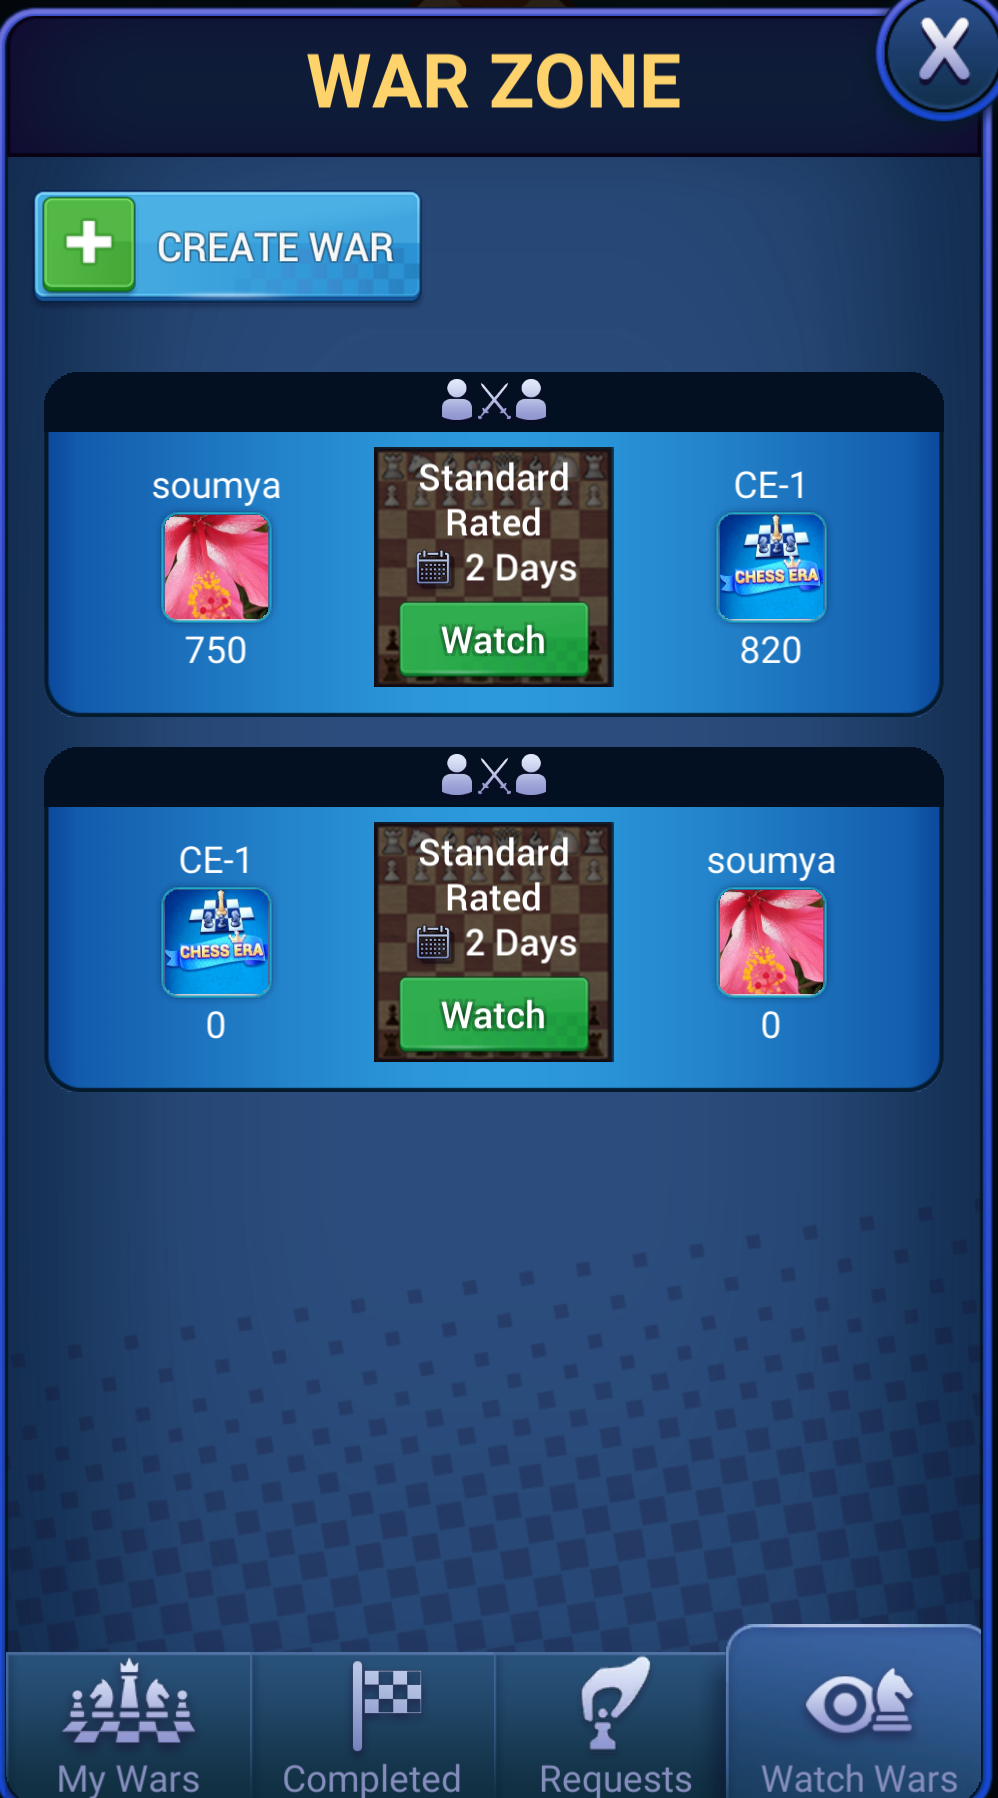 WAR ZONE
X
CREATE WAR
soumya
Standard
Rated
2 Days
Watch
CE-1
CHESS ERA
750
820
CE-1
CHESS ERA
Standard
Rated
2 Days
Watch
soumya
0
0
My Wars
Completed
Requests
Watch Wars